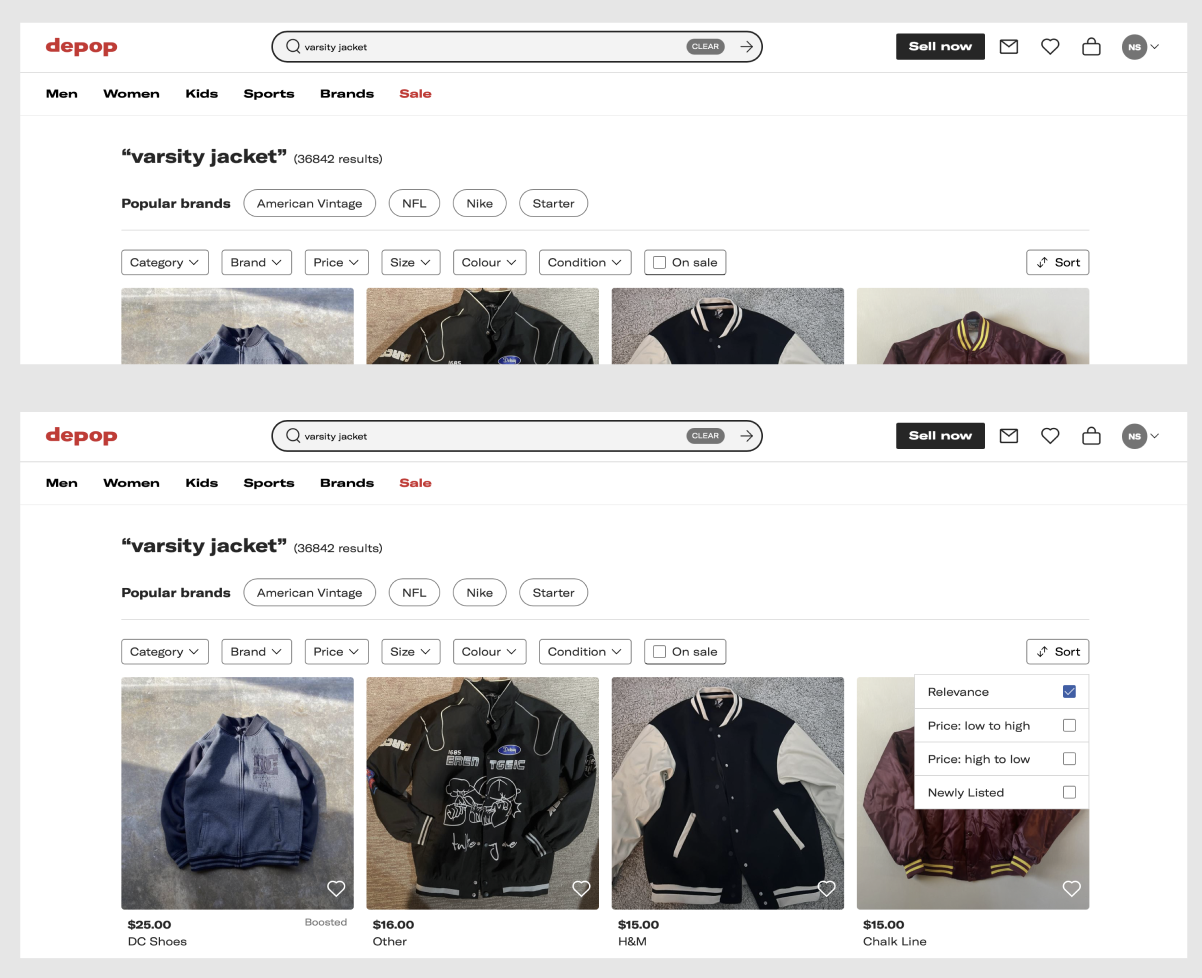 depop varsity jacket CLEAR Sell now NS
Men Women Kids Sports Brands Sale
“varsity jacket” (36842 results)
Popular brands American Vintage NFL Nike Starter
Category Brand Price Size Colour Condition On sale Sort
1685
depop varsity jacket CLEAR Sell now NS
Men Women Kids Sports Brands Sale
“varsity jacket” (36842 results)
Popular brands American Vintage NFL Nike Starter
Category Brand Price Size Colour Condition On sale Sort
Relevance
Price: low to high
Price: high to low
Newly Listed
1685
$25.00 Boosted $16.00 $15.00 $15.00
DC Shoes Other H&M Chalk Line